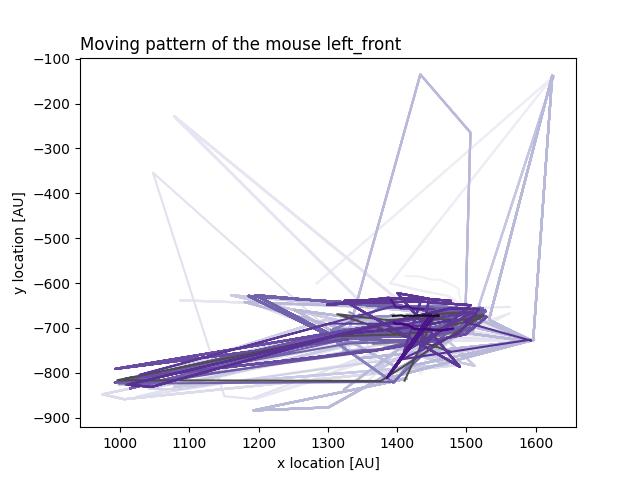 Moving pattern of the mouse left_front
−100
−200
−300
−400
−500
−600
−700
−800
−900
y location [AU]
1000 1100 1200 1300 1400 1500 1600
x location [AU]